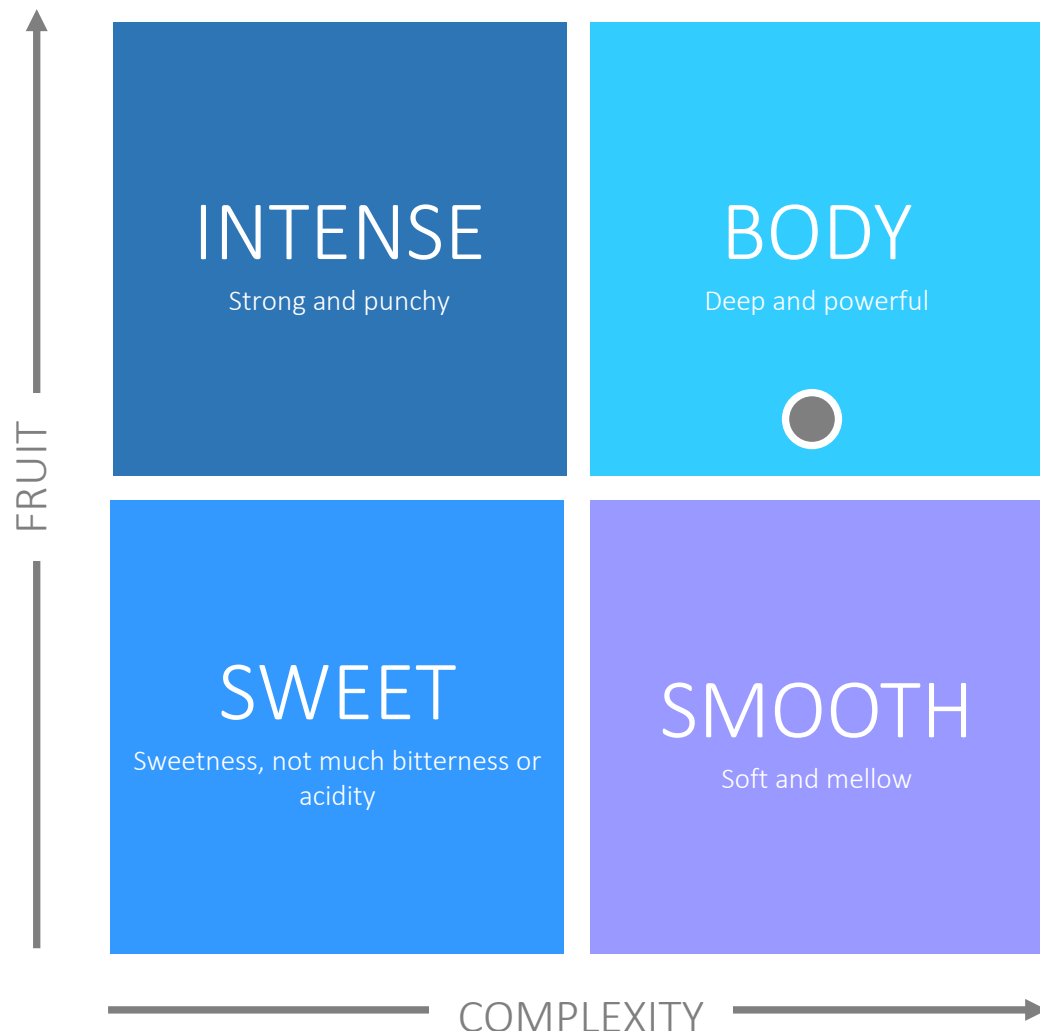 INTENSE
Strong and punchy
BODY
Deep and powerful
FRUIT
SWEET
Sweetness, not much bitterness or
acidity
SMOOTH
Soft and mellow
COMPLEXITY